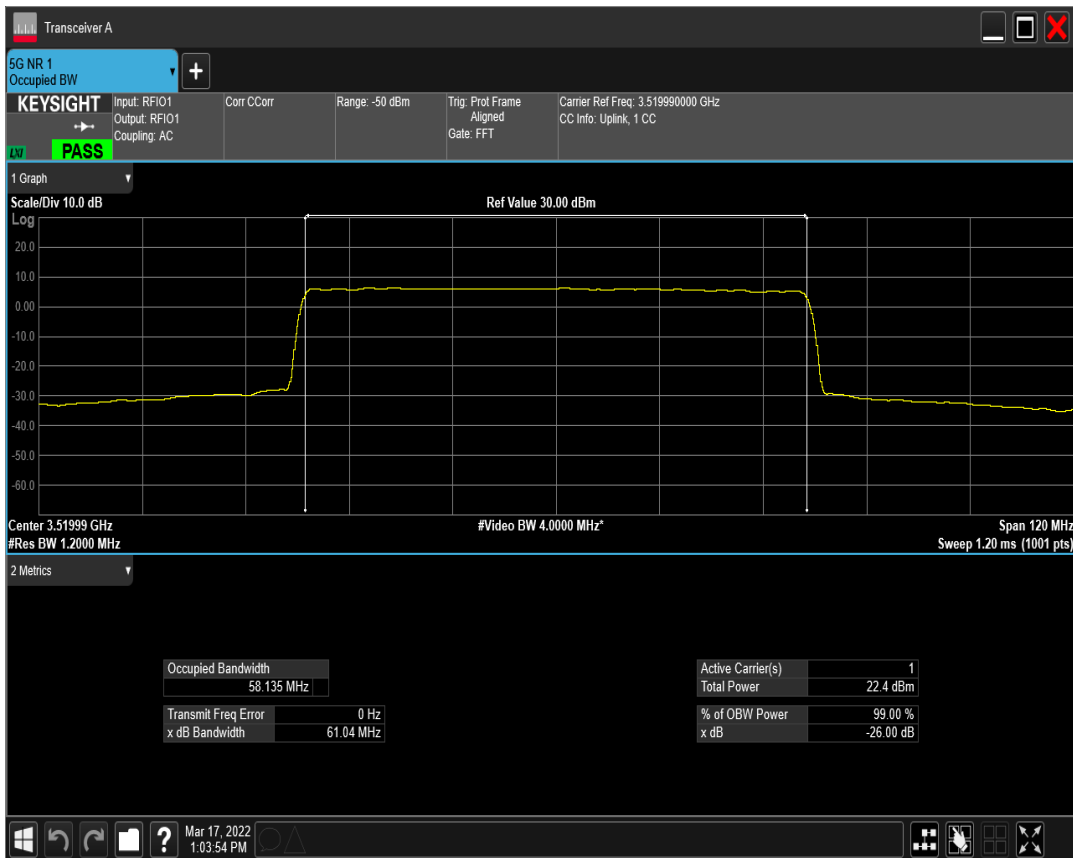 Transceiver A
5G NR 1
Occupied BW
KEYSIGHT
LXI
PASS
Input: RFIO1
Output: RFIO1
Coupling: AC
Corr CCorr
Range: -50 dBm
Trig: Prot Frame
Aligned
Gate: FFT
Carrier Ref Freq: 3.519990000 GHz
CC Info: Uplink, 1 CC
1 Graph
Scale/Div 10.0 dB
Ref Value 30.00 dBm
Log
20.0
10.0
0.00
-10.0
-20.0
-30.0
-40.0
-50.0
-60.0
Center 3.51999 GHz
#Video BW 4.0000 MHz*
Span 120 MHz
#Res BW 1.2000 MHz
Sweep 1.20 ms (1001 pts)
2 Metrics
Occupied Bandwidth
58.135 MHz
Transmit Freq Error 0 Hz
x dB Bandwidth 61.04 MHz
Active Carrier(s) 1
Total Power 22.4 dBm
% of OBW Power 99.00 %
x dB -26.00 dB
?
Mar 17, 2022
1:03:54 PM